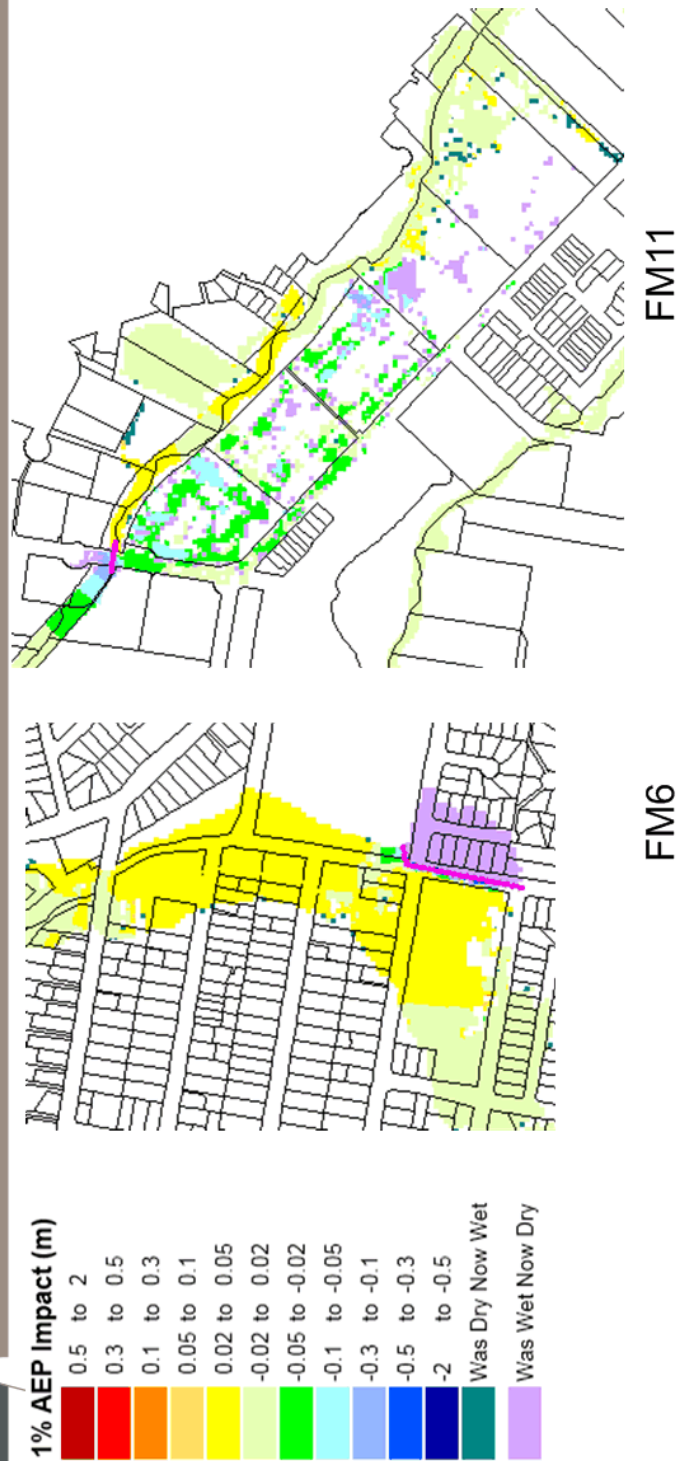 1% AEP Impact (m)
0.5 to 2
0.3 to 0.5
0.1 to 0.3
0.05 to 0.1
0.02 to 0.05
-0.02 to 0.02
-0.05 to -0.02
-0.1 to -0.05
-0.3 to -0.1
-0.5 to -0.3
-2 to -0.5
Was Dry Now Wet
Was Wet Now Dry
FM6
FM11